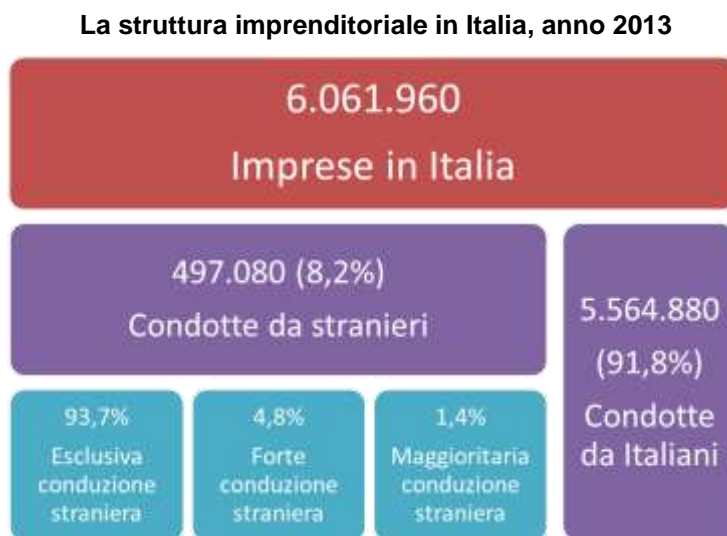 La struttura imprenditoriale in Italia, anno 2013
6.061.960
Imprese in Italia
497.080 (8,2%)
Condotte da stranieri
5.564.880
(91,8%)
Condotte
da Italiani
93,7%
Esclusiva
conduzione
straniera
4,8%
Forte
conduzione
straniera
1,4%
Maggioritaria
conduzione
straniera